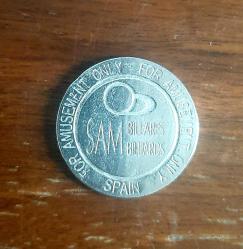 FOR AMUSEMENT ONLY - FOR AMUSEMENT ONLY -
SPAIN
SAM
BILLARES
BILLIARDS